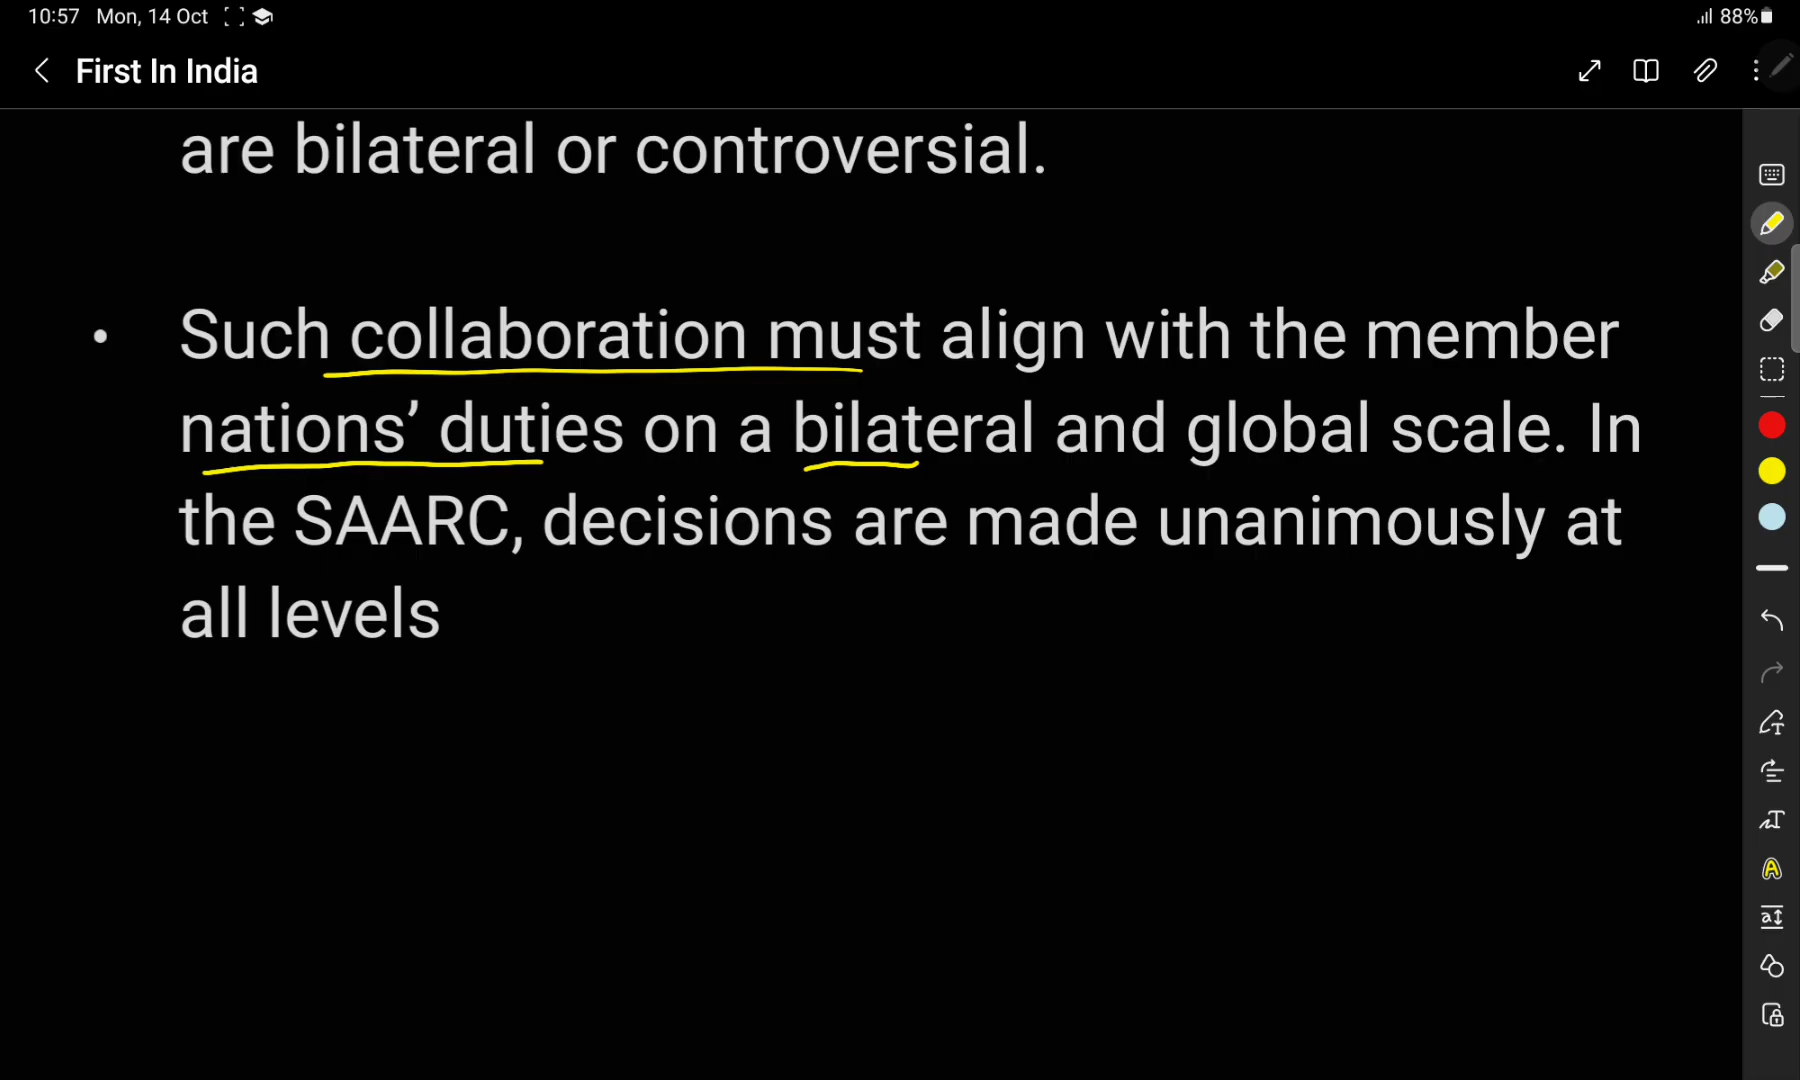 10:57 Mon, 14 Oct 88%
First In India
are bilateral or controversial.
• Such collaboration must align with the member
nations’ duties on a bilateral and global scale. In
the SAARC, decisions are made unanimously at
all levels